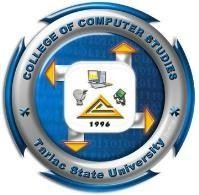 COLLEGE OF COMPUTER STUDIES
1996
Tarlac State University